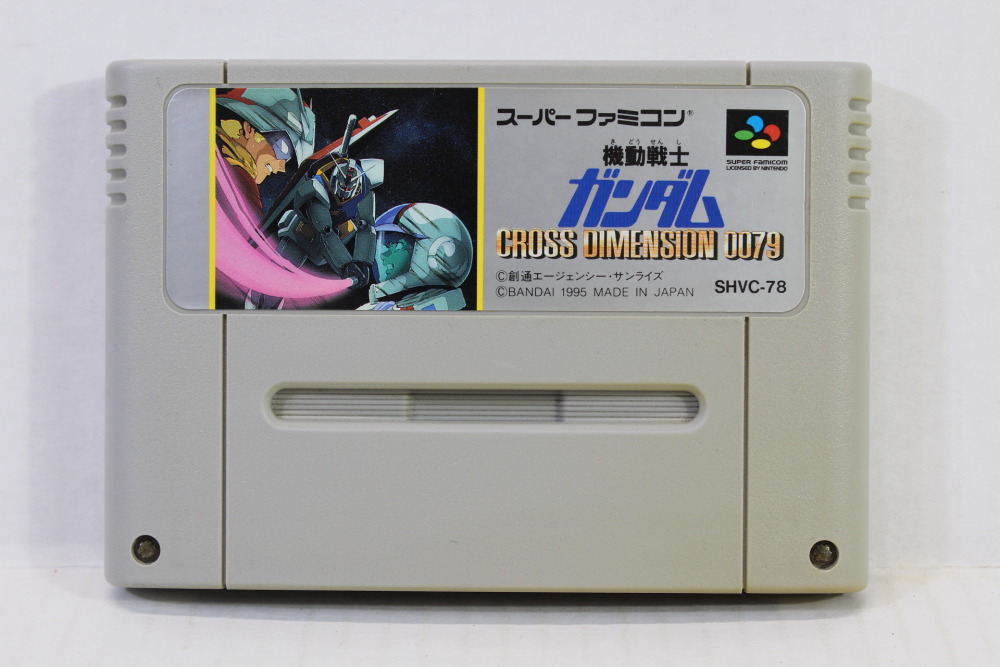 スーパーファミコン®
きどうせんし
機動戦士
ガンダム
CROSS DIMENSION 0079
SUPER FAMICOM
LICENSED BY NINTENDO
Ⓒ創通エージェンシー・サンライズ
ⒸBANDAI 1995 MADE IN JAPAN
SHVC-78